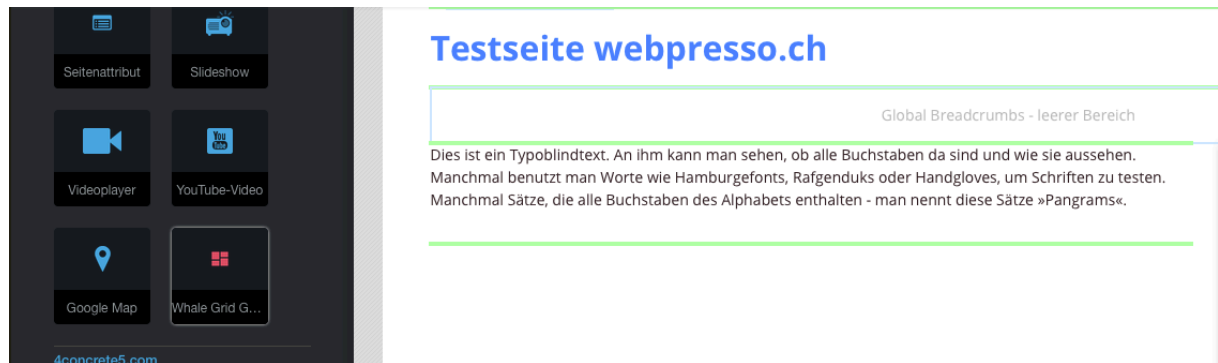 Seitenattribut
Slideshow
You
Tube
Videoplayer
YouTube-Video
Google Map
Whale Grid G...
4concrete5.com
Testseite webpresso.ch
Global Breadcrumbs - leerer Bereich
Dies ist ein Typoblindtext. An ihm kann man sehen, ob alle Buchstaben da sind und wie sie aussehen.
Manchmal benutzt man Worte wie Hamburgefonts, Rafgenduks oder Handgloves, um Schriften zu testen.
Manchmal Sätze, die alle Buchstaben des Alphabets enthalten - man nennt diese Sätze »Pangrams«.